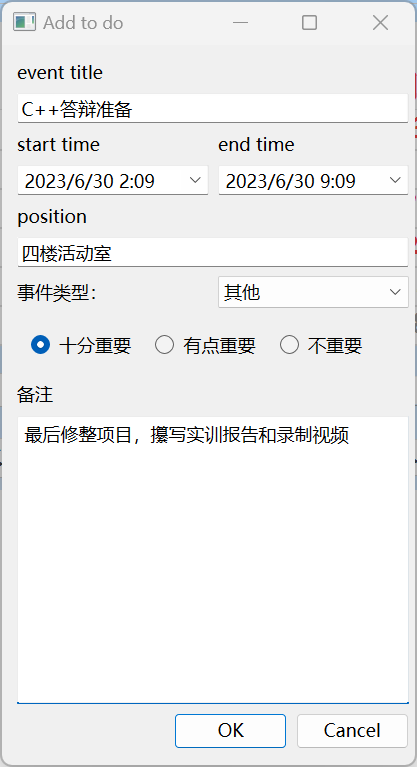 Add to do
event title
C++答辩准备
start time end time
2023/6/30 2:09 2023/6/30 9:09
position
四楼活动室
事件类型: 其他
十分重要 有点重要 不重要
备注
最后修整项目，攥写实训报告和录制视频
OK Cancel